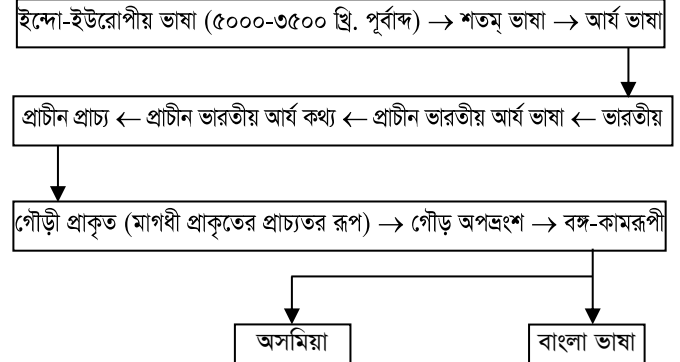 ইন্দো-ইউরোপীয় ভাষা (৫০০০-৩৫০০ খ্রি. পূর্বাব্দ) → শতম্ ভাষা → আর্য ভাষা
প্রাচীন প্রাচ্য ← প্রাচীন ভারতীয় আর্য কথ্য ← প্রাচীন ভারতীয় আর্য ভাষা ← ভারতীয়
গৌড়ী প্রাকৃত (মাগধী প্রাকৃতের প্রাচ্যতর রূপ) → গৌড় অপভ্রংশ → বঙ্গ-কামরূপী
অসমিয়া বাংলা ভাষা